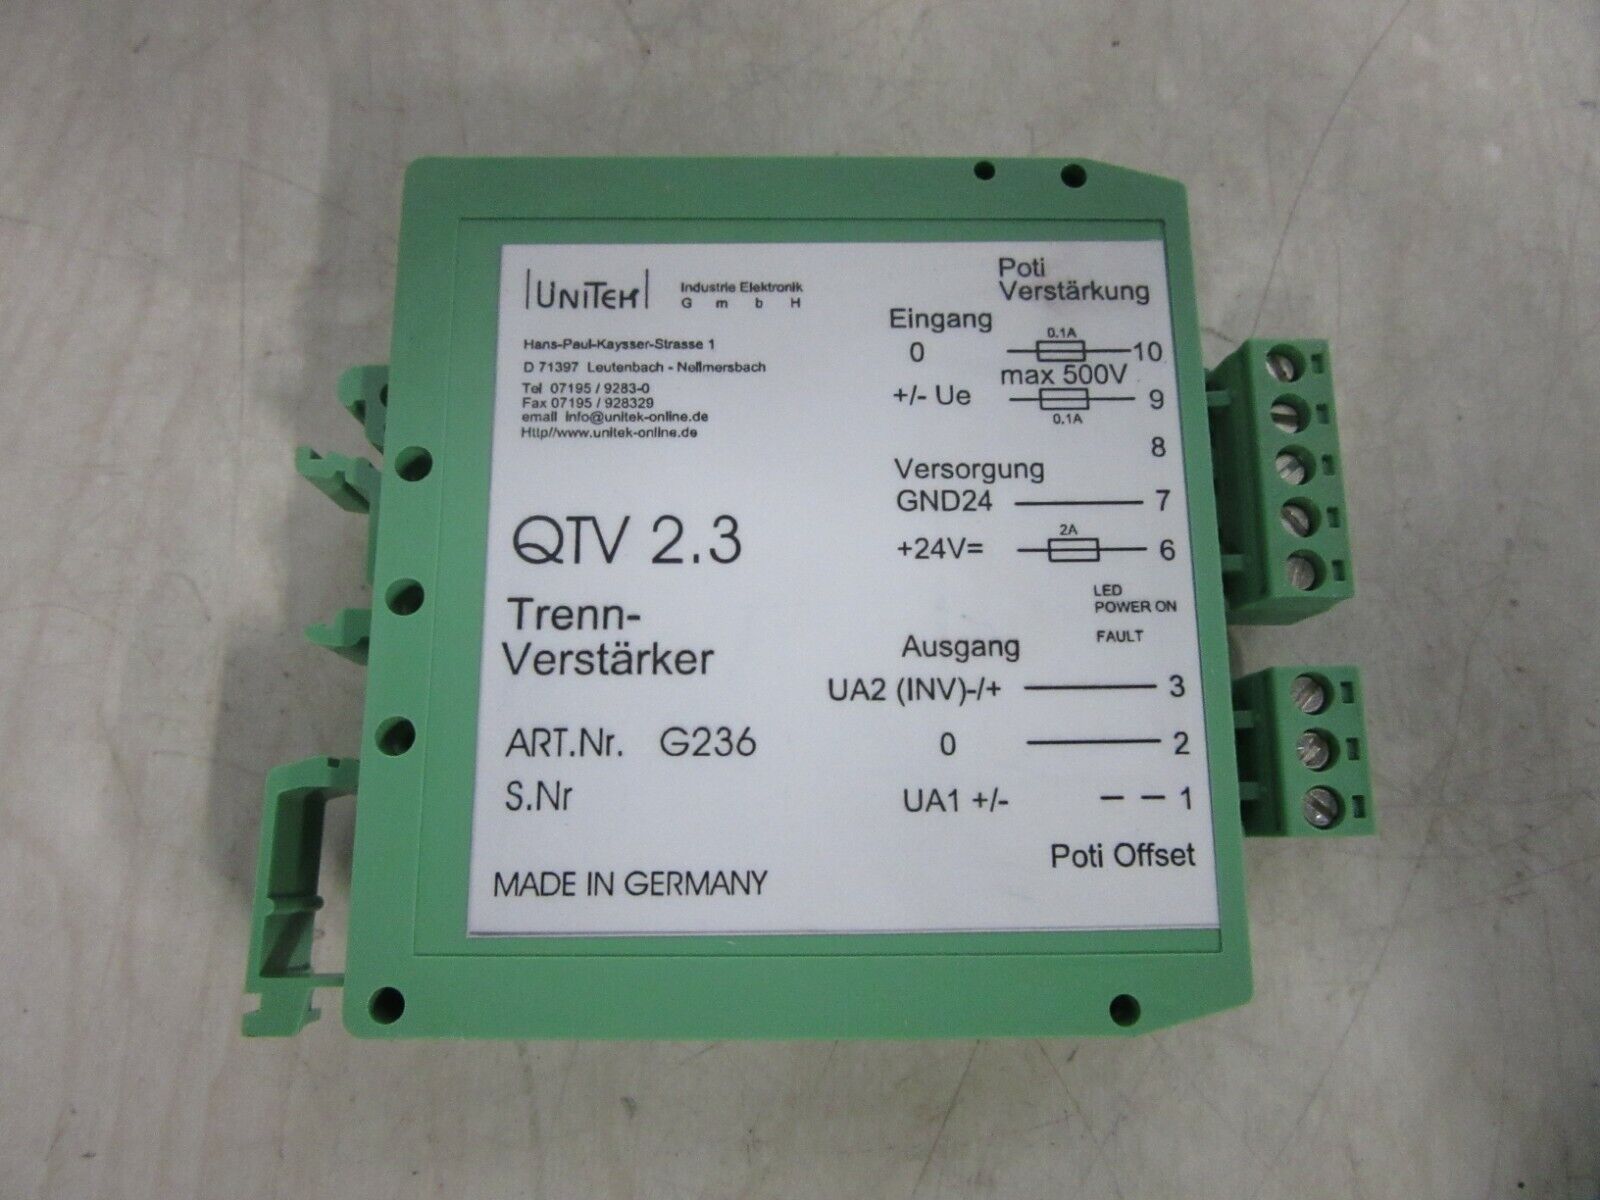 UNITEK
Industrie Elektronik
G m b H
Hans-Paul-Kaysser-Strasse 1
D 71397 Leutenbach - Nellmersbach
Tel 07195 / 9283-0
Fax 07195 / 928329
email info@unitek-online.de
Http//www.unitek-online.de
QTV 2.3
Trenn-
Verstärker
ART.Nr. G236
S.Nr
MADE IN GERMANY
Poti
Verstärkung
Eingang
0.1A
0 10
max 500V
+/- Ue 9
0.1A
8
Versorgung
GND24 7
2A
+24V= 6
LED
POWER ON
FAULT
Ausgang
UA2 (INV)-/+ 3
0 2
UA1 +/- 1
Poti Offset